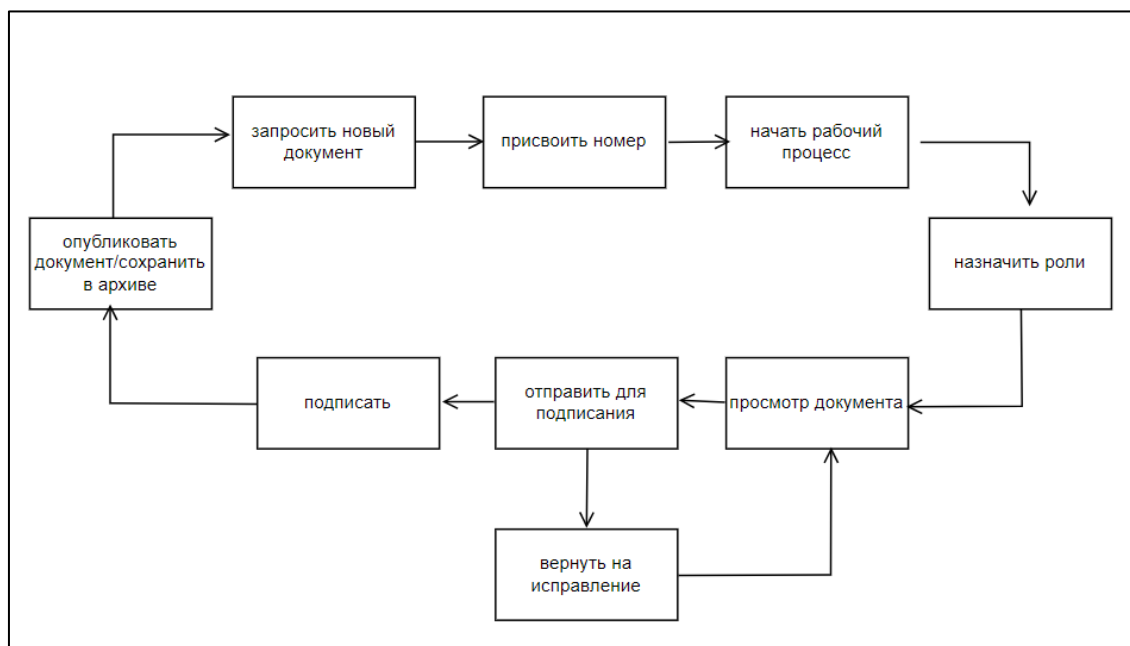 запросить новый
документ
присвоить номер
начать рабочий
процесс
опубликовать
документ/сохранить
в архиве
назначить роли
подписать
отправить для
подписания
просмотр документа
вернуть на
исправление